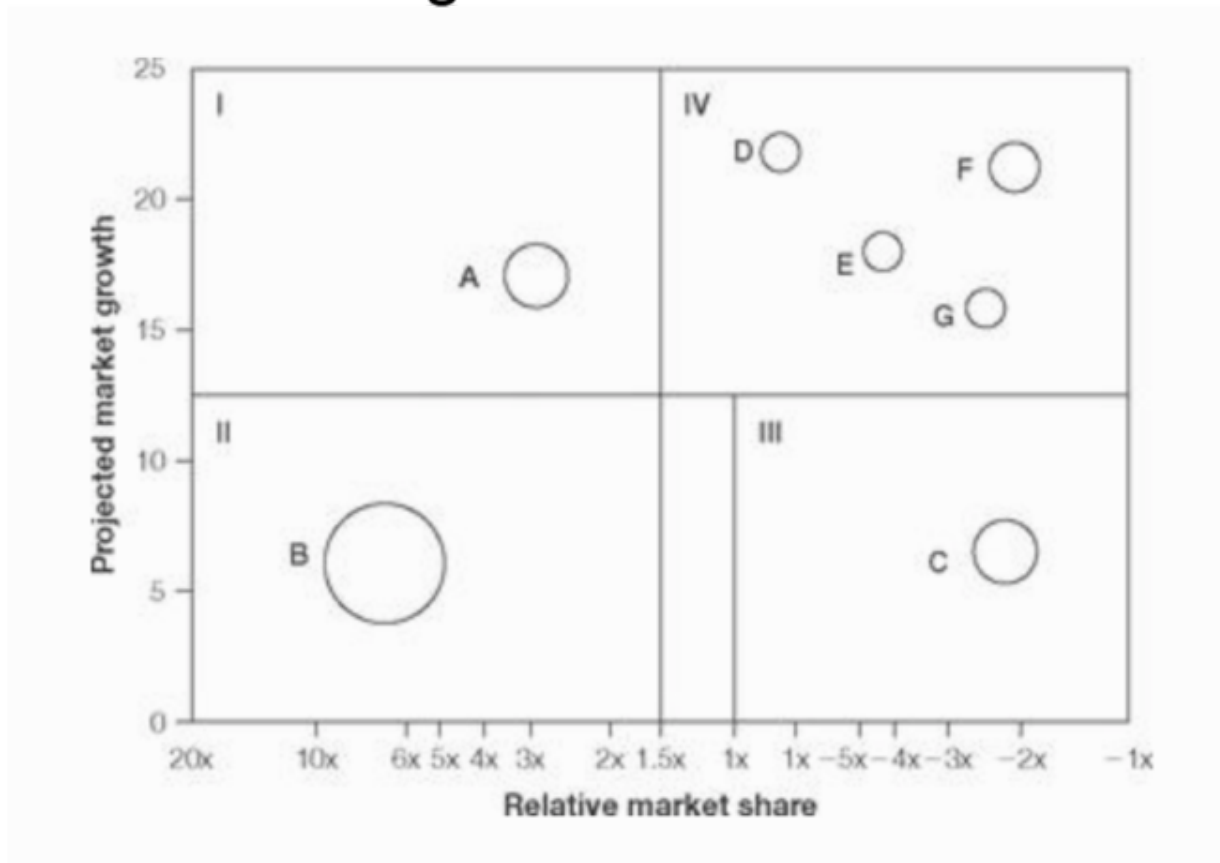 25
I
IV
D
F
20
E
A
G
15
II
III
10
B
C
5
0
20x 10x 6x 5x 4x 3x 2x 1.5x 1x 1x −5x −4x −3x −2x −1x
Relative market share
Projected market growth